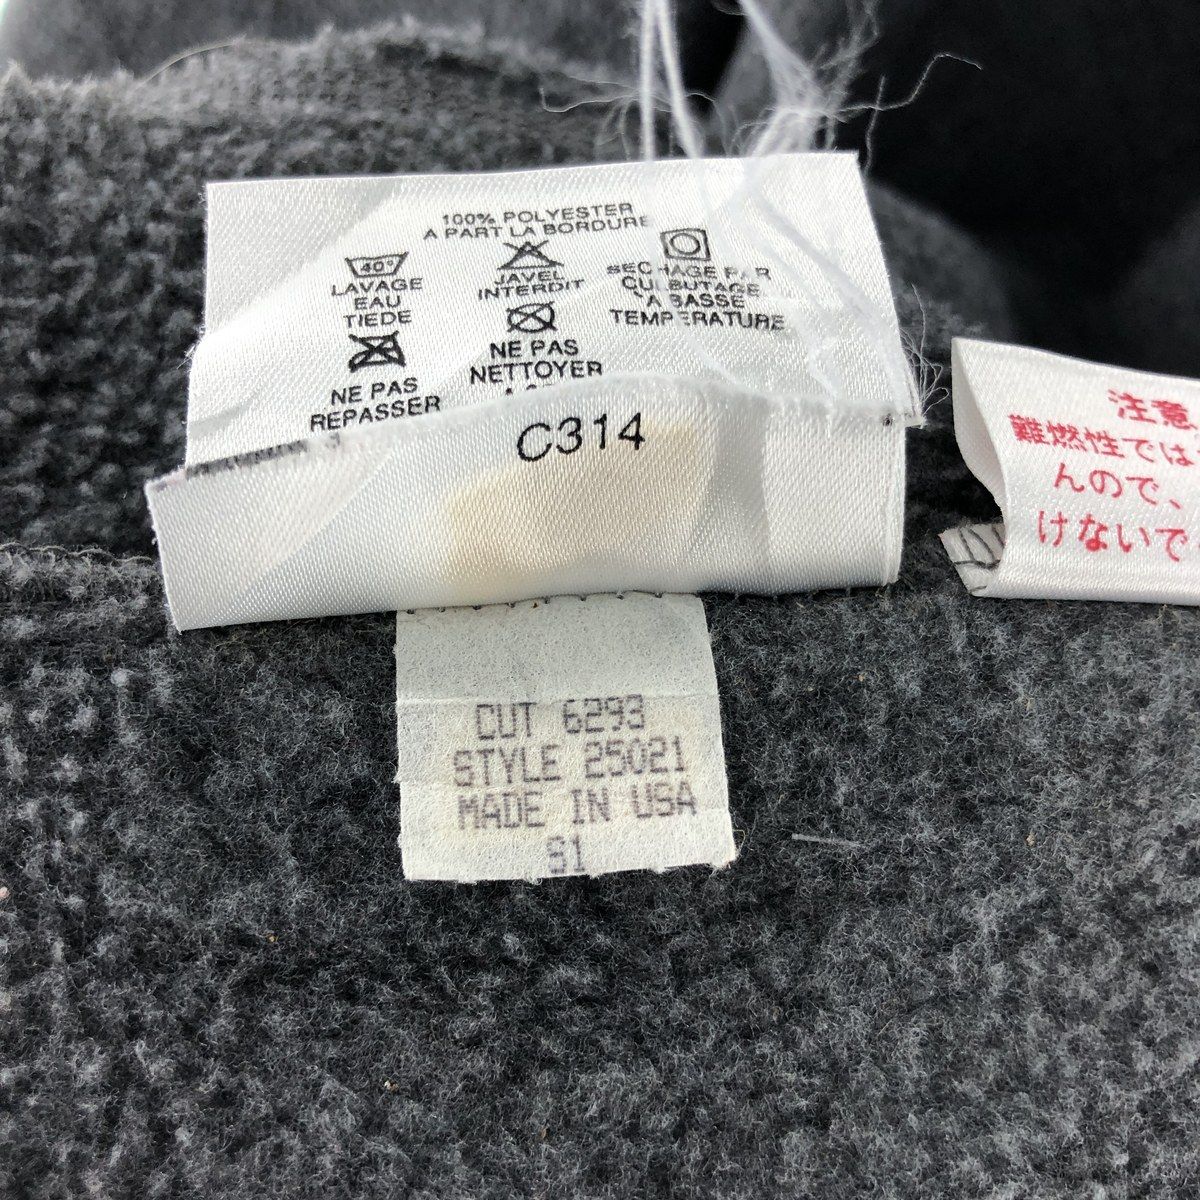 100% POLYESTER
A PART LA BORDURE
40°
LAVAGE
EAU
TIEDE
JAVEL
INTERDIT
SECHAGE PAR
CULBUTAGE
A BASSE
TEMPERATURE
NE PAS
REPASSER
NE PAS
NETTOYER
C314
CUT 6293
STYLE 25021
MADE IN USA
S1
注意
難燃性では
んので、
けないで